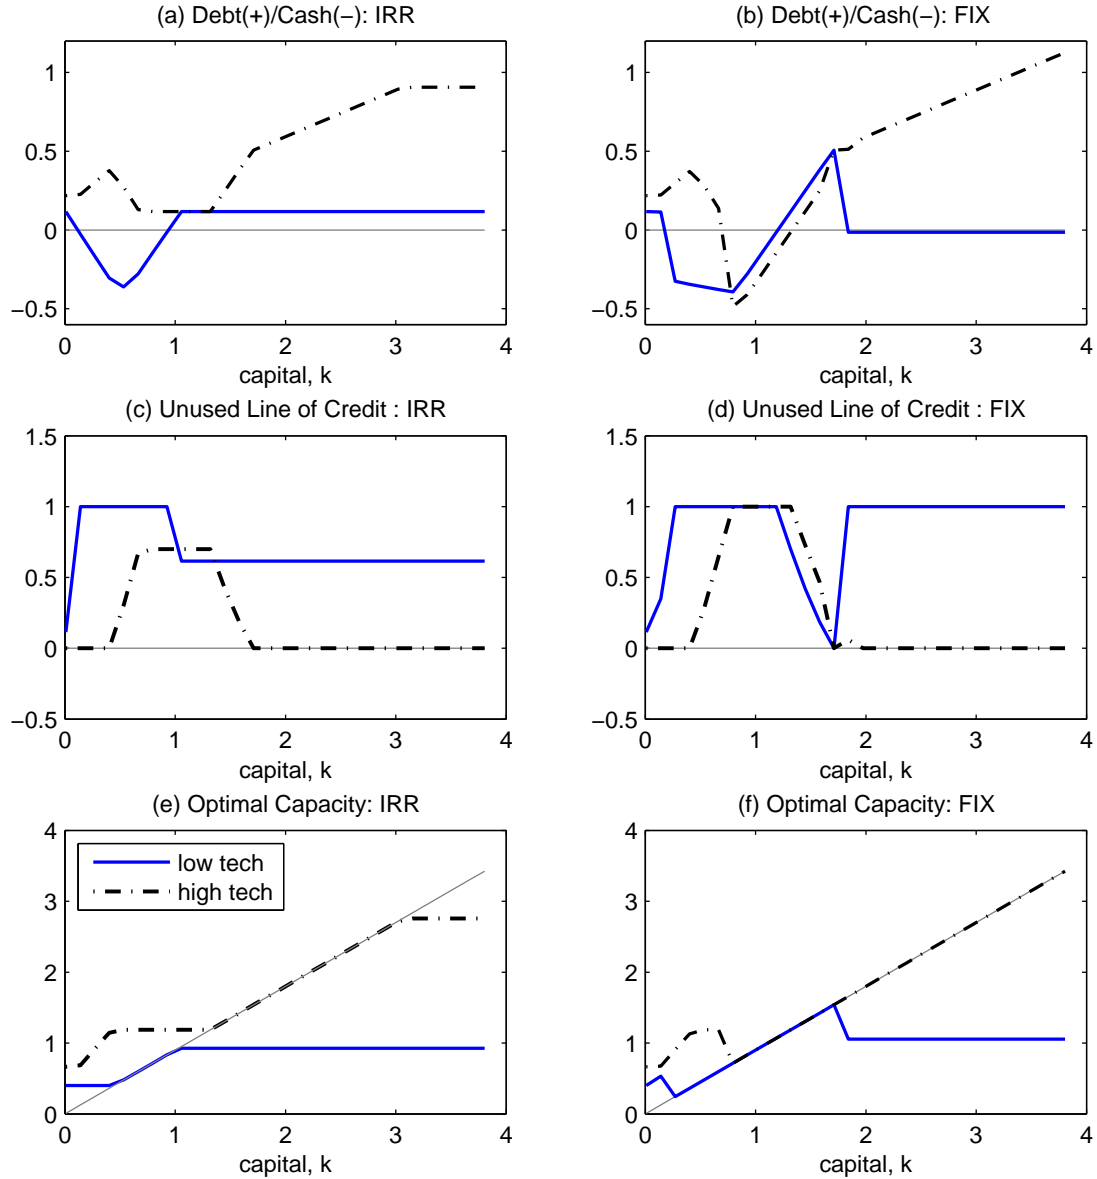 (a) Debt(+)/Cash(−): IRR
1
0.5
0
−0.5
0 1 2 3 4
capital, k
(b) Debt(+)/Cash(−): FIX
1
0.5
0
−0.5
0 1 2 3 4
capital, k
(c) Unused Line of Credit : IRR
1.5
1
0.5
0
−0.5
0 1 2 3 4
capital, k
(d) Unused Line of Credit : FIX
1.5
1
0.5
0
−0.5
0 1 2 3 4
capital, k
(e) Optimal Capacity: IRR
4
3
2
1
0
low tech
high tech
0 1 2 3 4
capital, k
(f) Optimal Capacity: FIX
4
3
2
1
0
0 1 2 3 4
capital, k